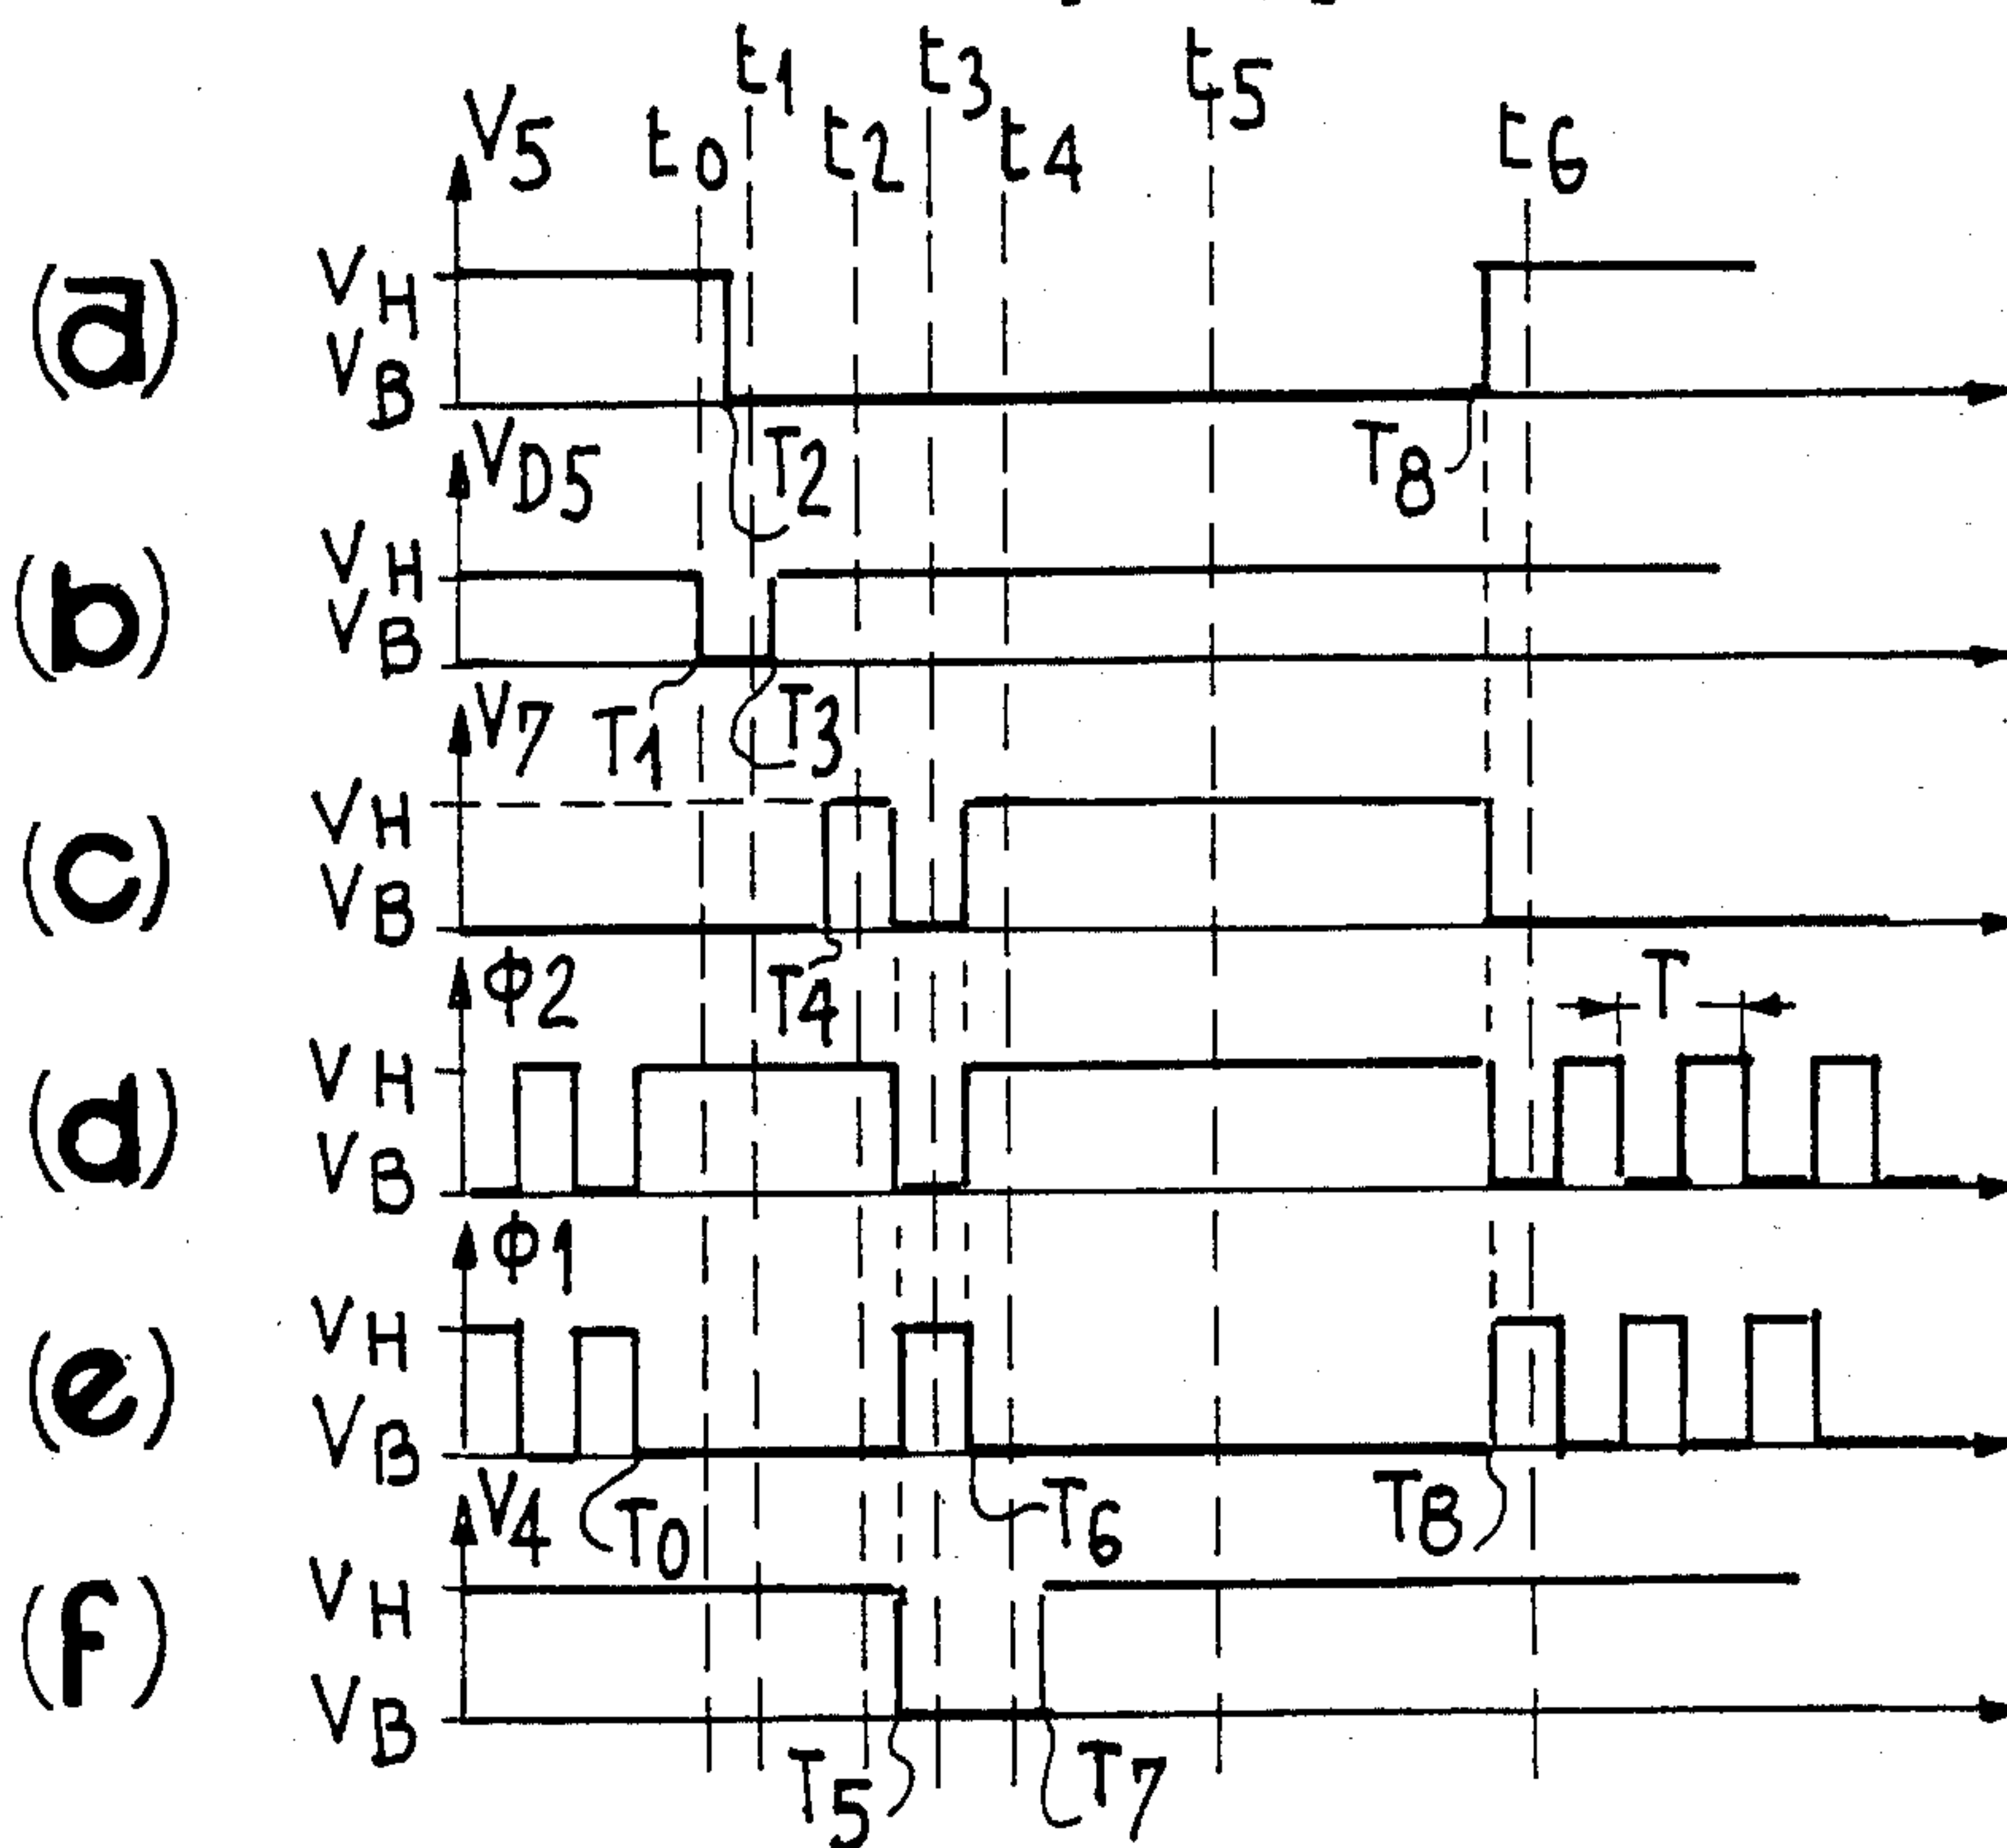 t1 t3 t5
V5 t0 t2 t4 t6
(a) VH
VB
T2 T8
VD5
(b) VH
VB
T1 T3
V7
(c) VH
VB
T4 T
Φ2
(d) VH
VB
Φ1
(e) VH
VB
T0 T6 T8
V4
(f) VH
VB
T5 T7